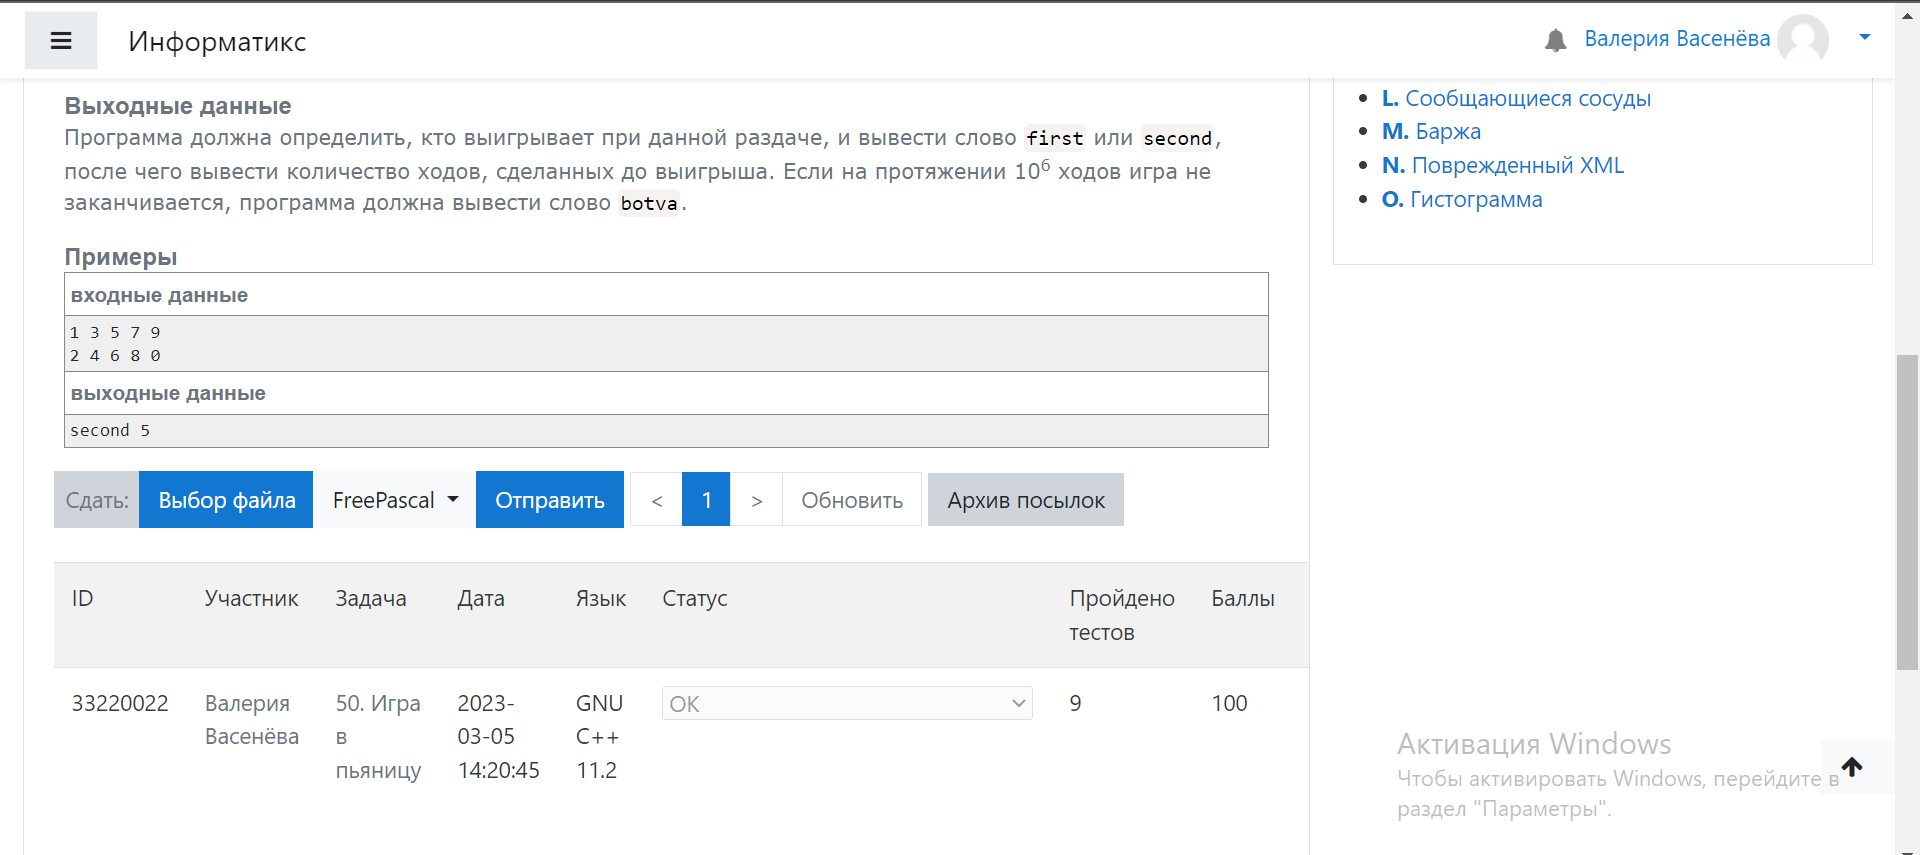 Информатикс
Валерия Васенёва
Выходные данные
Программа должна определить, кто выигрывает при данной раздаче, и вывести слово first или second,
после чего вывести количество ходов, сделанных до выигрыша. Если на протяжении 10⁶ ходов игра не
заканчивается, программа должна вывести слово botva.
Примеры
входные данные
1 3 5 7 9
2 4 6 8 0
выходные данные
second 5
Сдать: Выбор файла FreePascal Отправить < 1 > Обновить Архив посылок
ID Участник Задача Дата Язык Статус Пройдено Баллы
тестов
33220022 Валерия 50. Игра 2023- GNU OK 9 100
Васенёва в 03-05 C++
пьяницу 14:20:45 11.2
L. Сообщающиеся сосуды
M. Баржа
N. Поврежденный XML
O. Гистограмма
Активация Windows
Чтобы активировать Windows, перейдите в
раздел "Параметры".